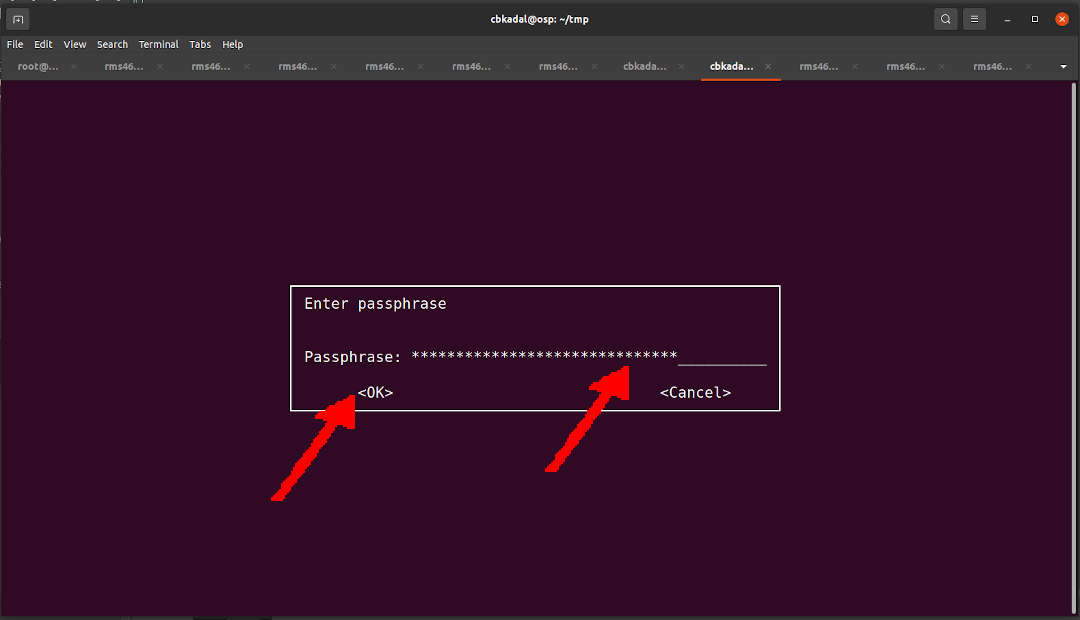 cbkadal@osp: ~/tmp
File Edit View Search Terminal Tabs Help
root@... rms46... rms46... rms46... rms46... rms46... rms46... cbkada... cbkada... rms46... rms46... rms46...
Enter passphrase
Passphrase: ******************************__________
<OK> <Cancel>